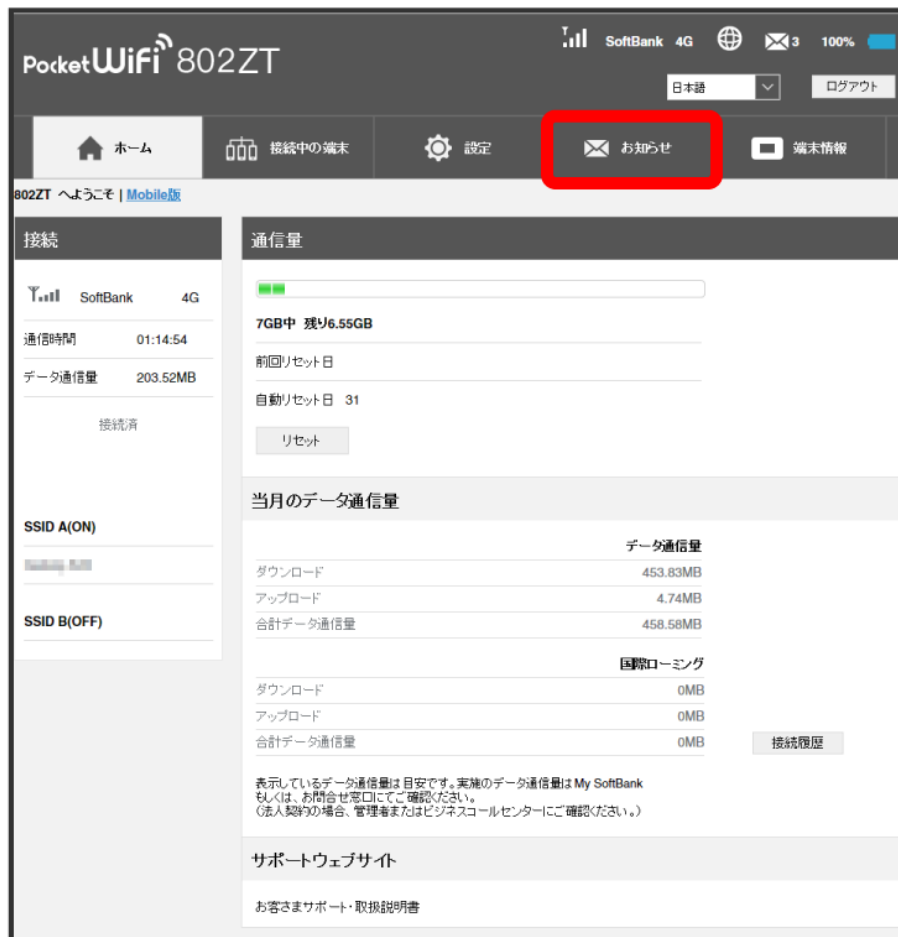 PocketWiFi 802ZT
SoftBank 4G 3 100%
日本語 ログアウト
ホーム 接続中の端末 設定 お知らせ 端末情報
802ZT へようこそ | Mobile版
接続
SoftBank 4G
通信時間 01:14:54
データ通信量 203.52MB
接続済
SSID A(ON)
SSID B(OFF)
通信量
7GB中 残り6.55GB
前回リセット日
自動リセット日 31
リセット
当月のデータ通信量
データ通信量
ダウンロード 453.83MB
アップロード 4.74MB
合計データ通信量 458.58MB
国際ローミング
ダウンロード 0MB
アップロード 0MB
合計データ通信量 0MB 接続履歴
表示しているデータ通信量は目安です。実施のデータ通信量は My SoftBank
もしくは、お問合せ窓口にてご確認ください。
(法人契約の場合、管理者またはビジネスコールセンターにご確認ください。)
サポートウェブサイト
お客さまサポート・取扱説明書